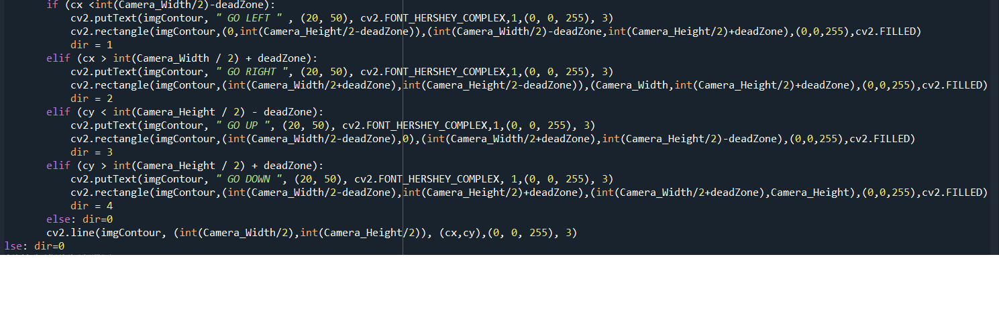 if (cx <int(Camera_Width/2)-deadZone):
cv2.putText(imgContour, " GO LEFT " , (20, 50), cv2.FONT_HERSHEY_COMPLEX,1,(0, 0, 255), 3)
cv2.rectangle(imgContour,(0,int(Camera_Height/2-deadZone)),(int(Camera_Width/2)-deadZone,int(Camera_Height/2)+deadZone),(0,0,255),cv2.FILLED)
dir = 1
elif (cx > int(Camera_Width / 2) + deadZone):
cv2.putText(imgContour, " GO RIGHT ", (20, 50), cv2.FONT_HERSHEY_COMPLEX,1,(0, 0, 255), 3)
cv2.rectangle(imgContour,(int(Camera_Width/2+deadZone),int(Camera_Height/2-deadZone)),(Camera_Width,int(Camera_Height/2)+deadZone),(0,0,255),cv2.FILLED)
dir = 2
elif (cy < int(Camera_Height / 2) - deadZone):
cv2.putText(imgContour, " GO UP ", (20, 50), cv2.FONT_HERSHEY_COMPLEX,1,(0, 0, 255), 3)
cv2.rectangle(imgContour,(int(Camera_Width/2-deadZone),0),(int(Camera_Width/2+deadZone),int(Camera_Height/2)-deadZone),(0,0,255),cv2.FILLED)
dir = 3
elif (cy > int(Camera_Height / 2) + deadZone):
cv2.putText(imgContour, " GO DOWN ", (20, 50), cv2.FONT_HERSHEY_COMPLEX, 1,(0, 0, 255), 3)
cv2.rectangle(imgContour,(int(Camera_Width/2-deadZone),int(Camera_Height/2)+deadZone),(int(Camera_Width/2+deadZone),Camera_Height),(0,0,255),cv2.FILLED)
dir = 4
else: dir=0
cv2.line(imgContour, (int(Camera_Width/2),int(Camera_Height/2)), (cx,cy),(0, 0, 255), 3)
lse: dir=0